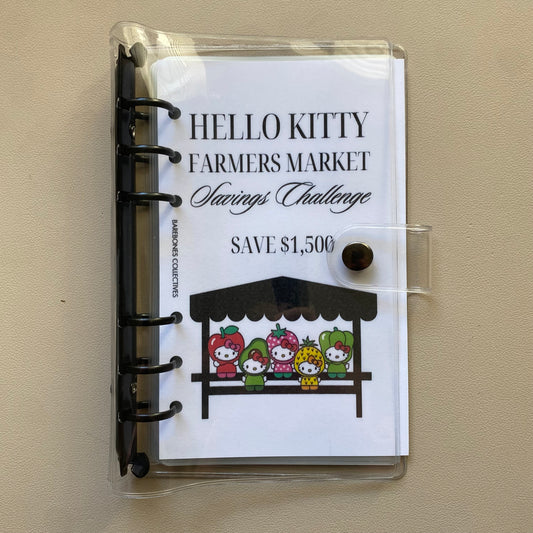 HELLO KITTY
FARMERS MARKET
Savings Challenge
SAVE $1,500
BAREBONES COLLECTIVES